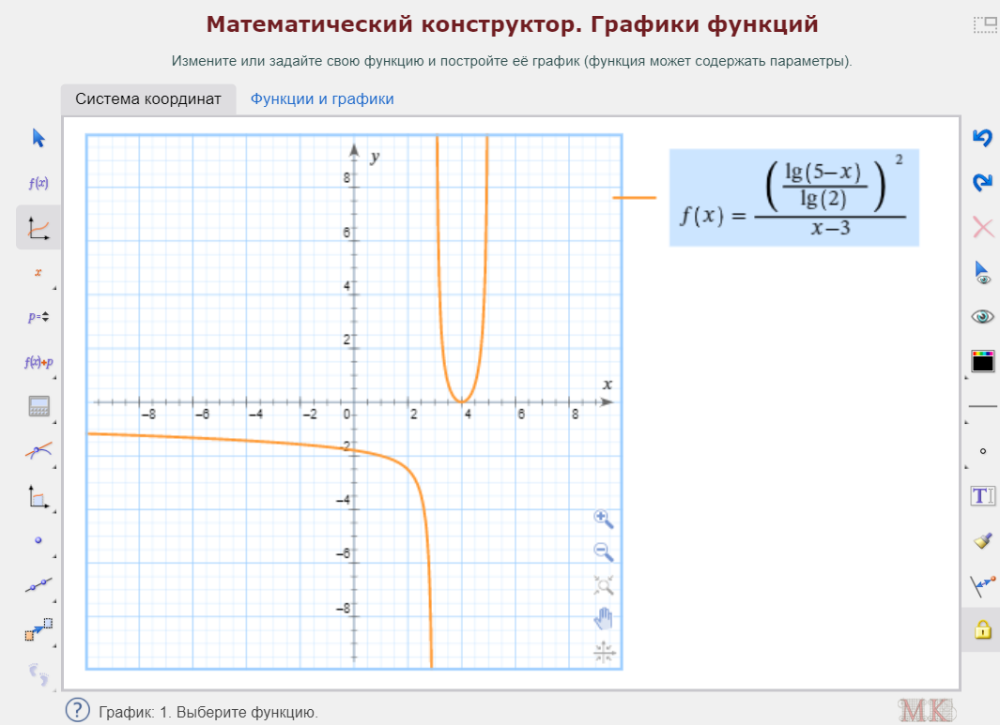 Математический конструктор. Графики функций
Измените или задайте свою функцию и постройте её график (функция может содержать параметры).
Система координат
Функции и графики
f(x)
x
p=
f(x)+p
y
x
8
6
4
2
0
−2
−4
−6
−8
−8 −6 −4 −2 2 4 6 8
f(x) = (lg(5−x)/lg(2))²/(x−3)
T
? График: 1. Выберите функцию.
МК